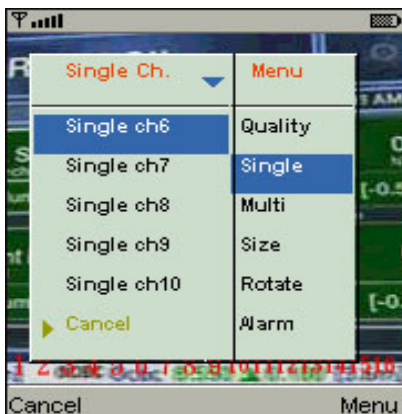 Single Ch.
Menu
Single ch6
Quality
Single ch7
Single
Single ch8
Multi
Single ch9
Size
Single ch10
Rotate
Cancel
Alarm
Cancel
Menu